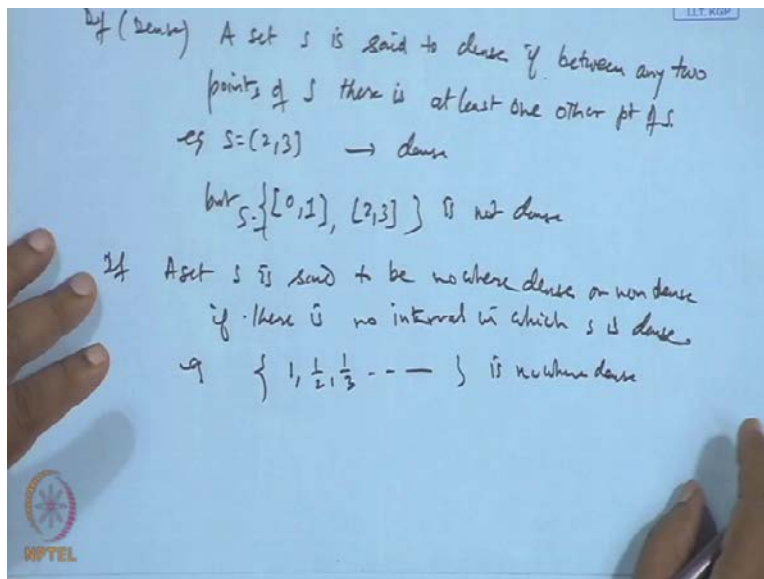 I.I.T. KGP
Df (Dense) A set S is said to dense if between any two
points of S there is at least one other pt of S.
eg S = (2,3] → dense
but S = { [0,1], [2,3] } is not dense
Df A set S is said to be nowhere dense or non dense
if there is no interval in which S is dense.
eg { 1, 1/2, 1/3 - - — } is nowhere dense
NPTEL